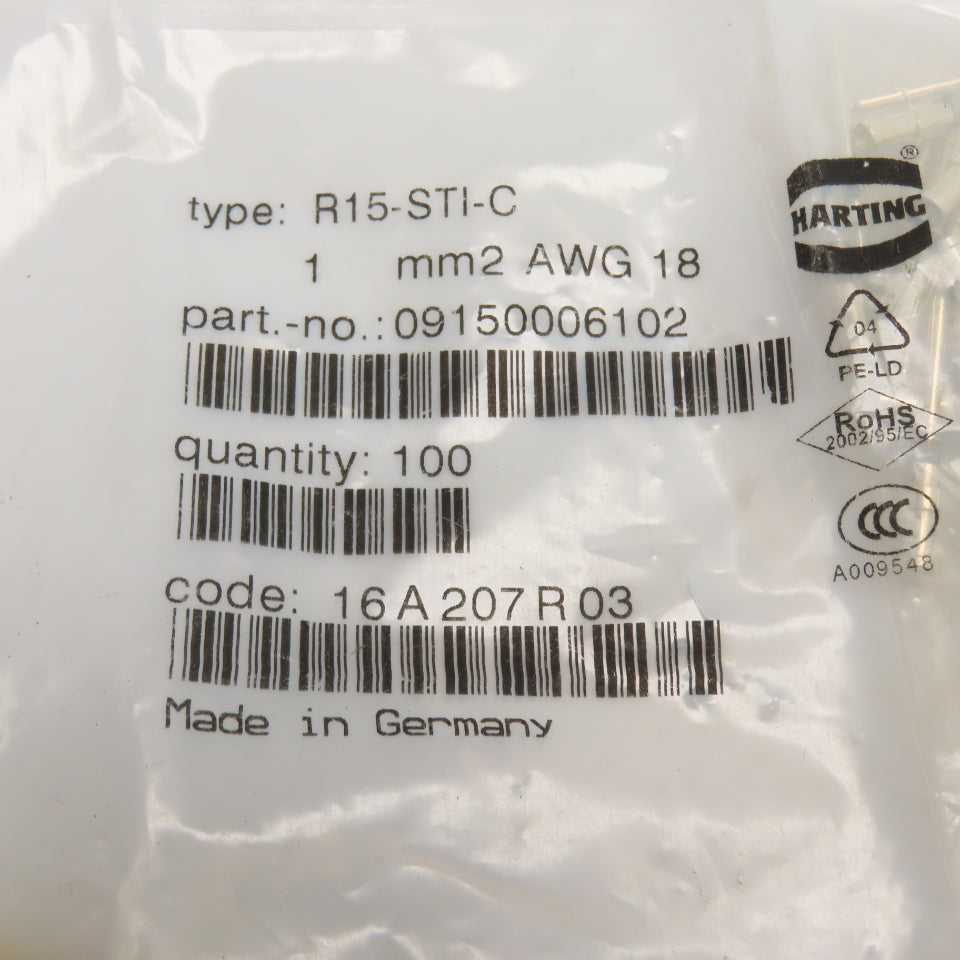 type: R15-STI-C
1 mm2 AWG 18
part.-no.: 09150006102
quantity: 100
code: 16 A 207 R 03
Made in Germany
HARTING®
04
PE-LD
RoHS
2002/95/EC
CCC
A009548